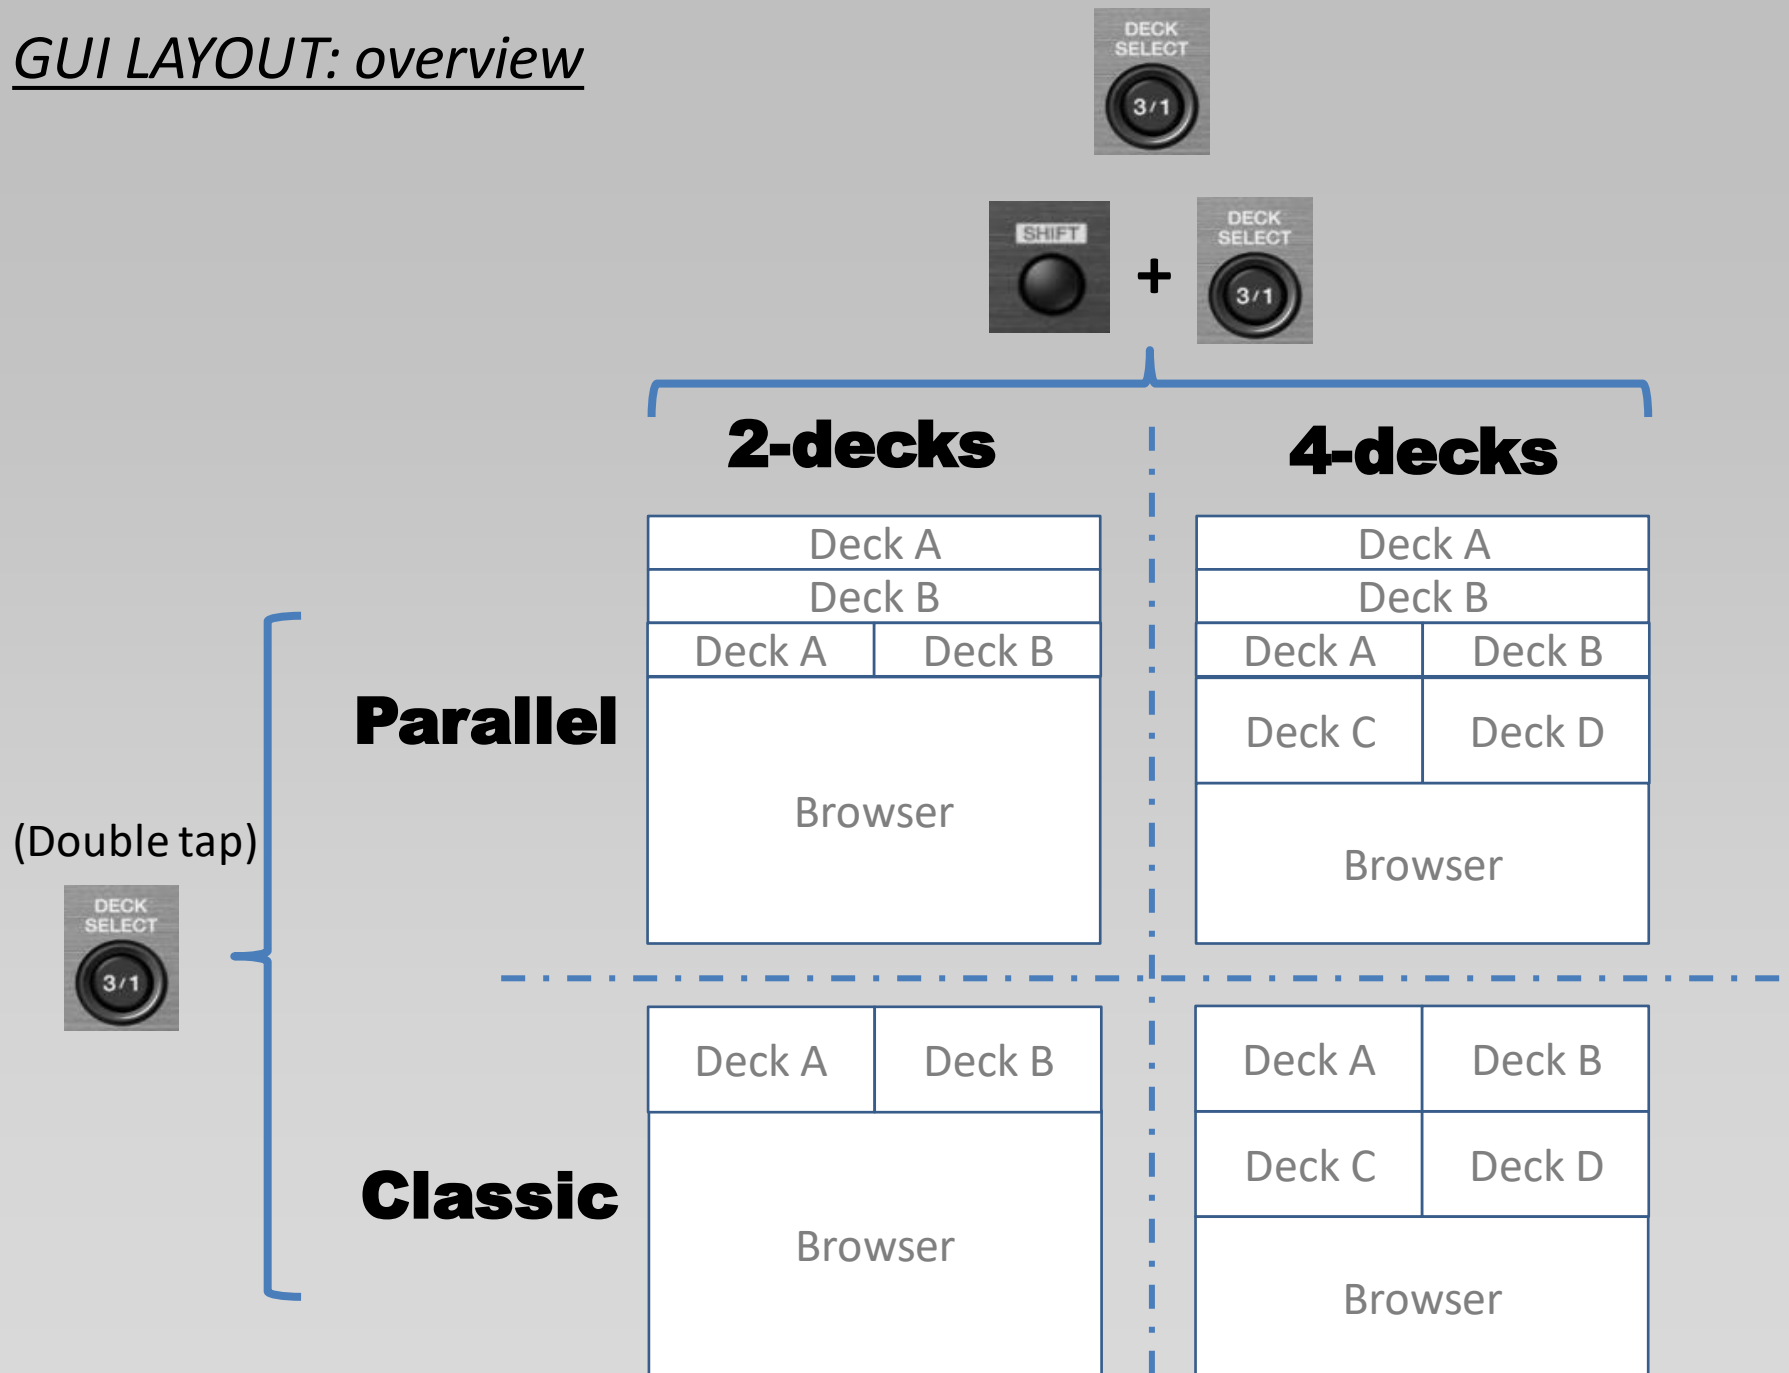 GUI LAYOUT: overview
DECK
SELECT
3/1
SHIFT
+
DECK
SELECT
3/1
2-decks
4-decks
Parallel
Deck A
Deck B
Deck A Deck B
Browser
Deck A
Deck B
Deck A Deck B
Deck C Deck D
Browser
(Double tap)
DECK
SELECT
3/1
Classic
Deck A Deck B
Browser
Deck A Deck B
Deck C Deck D
Browser